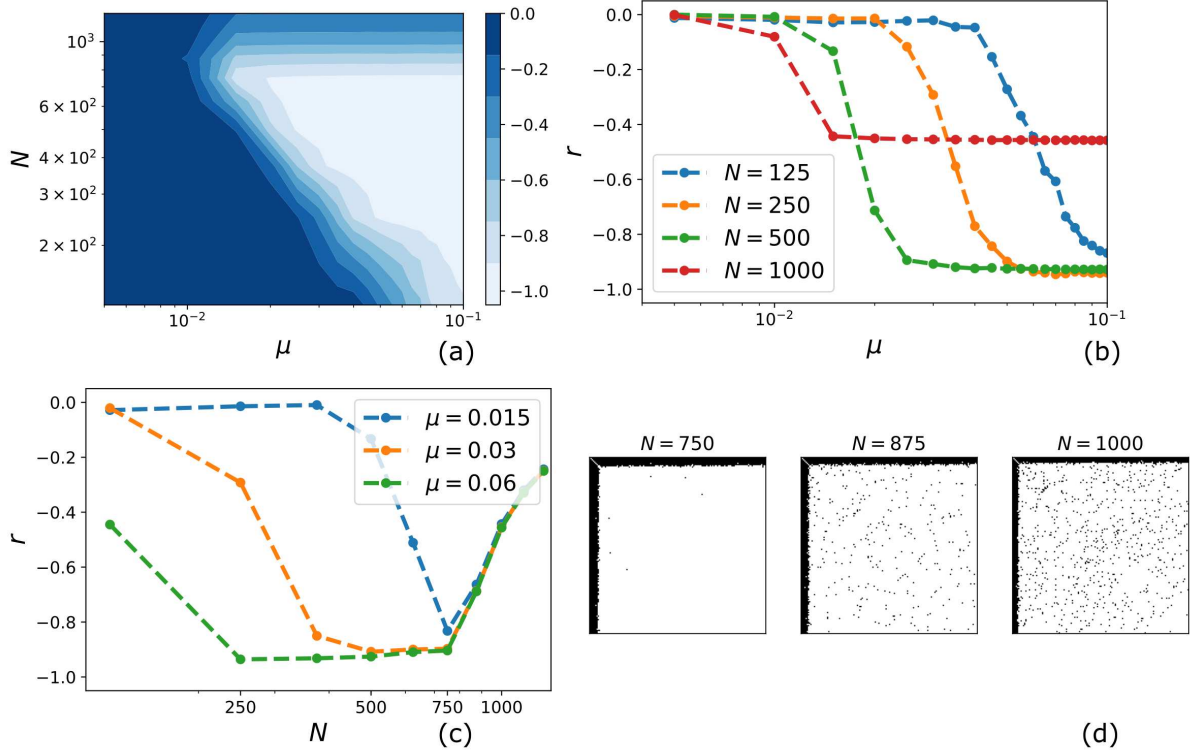 N
10³
6 × 10²
4 × 10²
3 × 10²
2 × 10²
10⁻²
10⁻¹
μ
(a)
0.0
−0.2
−0.4
−0.6
−0.8
−1.0
r
0.0
−0.2
−0.4
−0.6
−0.8
−1.0
N = 125
N = 250
N = 500
N = 1000
10⁻²
10⁻¹
μ
(b)
r
0.0
−0.2
−0.4
−0.6
−0.8
−1.0
μ = 0.015
μ = 0.03
μ = 0.06
250
500
750
1000
N
(c)
N = 750
N = 875
N = 1000
(d)